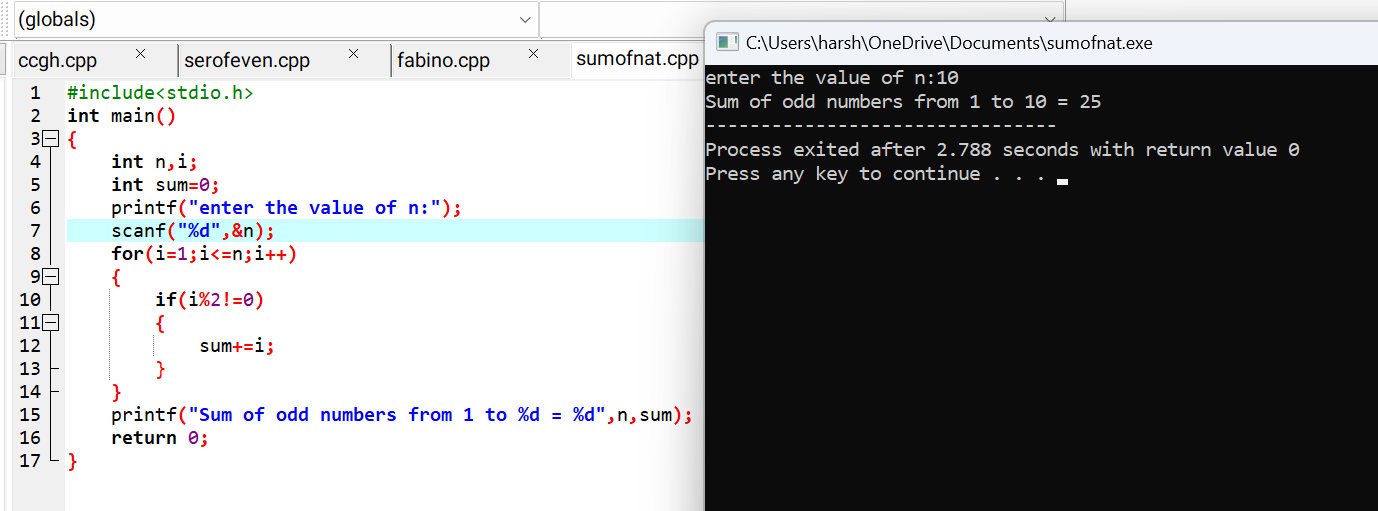 (globals)
ccgh.cpp × serofeven.cpp × fabino.cpp × sumofnat.cpp
1 #include<stdio.h>
2 int main()
3 {
4 int n,i;
5 int sum=0;
6 printf("enter the value of n:");
7 scanf("%d",&n);
8 for(i=1;i<=n;i++)
9 {
10 if(i%2!=0)
11 {
12 sum+=i;
13 }
14 }
15 printf("Sum of odd numbers from 1 to %d = %d",n,sum);
16 return 0;
17 }
C:\Users\harsh\OneDrive\Documents\sumofnat.exe
enter the value of n:10
Sum of odd numbers from 1 to 10 = 25
--------------------------------
Process exited after 2.788 seconds with return value 0
Press any key to continue . . .